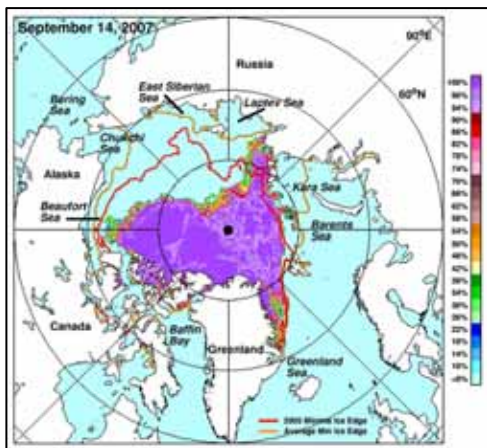 September 14, 2007
90°E
Russia
60°N
East Siberian
Sea
Laptev Sea
Bering
Sea
Chukchi
Sea
Alaska
Kara Sea
Beaufort
Sea
Barents
Sea
Canada
Baffin
Bay
Greenland
Greenland
Sea
2005 Minimum Ice Edge
Average Min Ice Edge